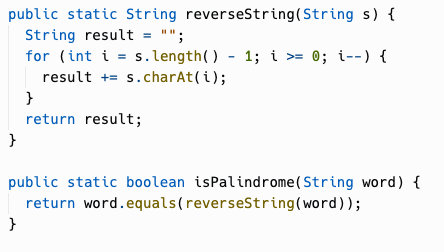 public static String reverseString(String s) {
  String result = "";
  for (int i = s.length() - 1; i >= 0; i--) {
    result += s.charAt(i);
  }
  return result;
}

public static boolean isPalindrome(String word) {
  return word.equals(reverseString(word));
}